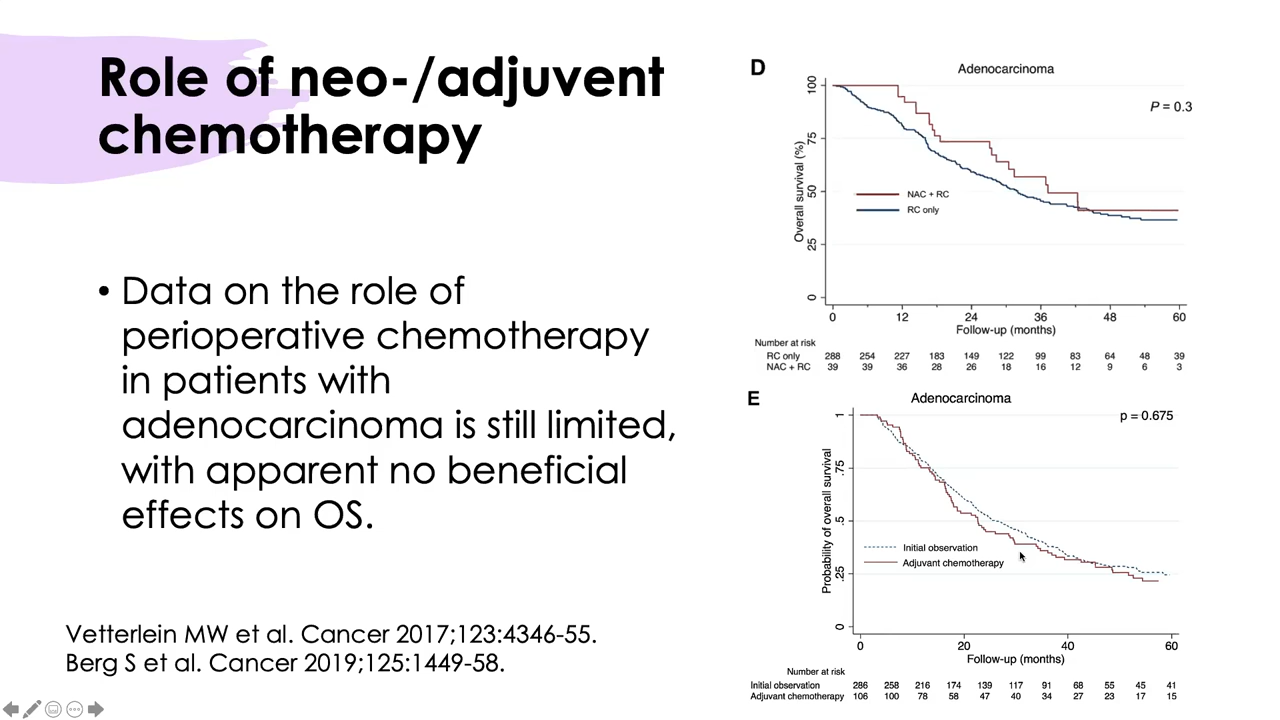 Role of neo-/adjuvent
chemotherapy
• Data on the role of
perioperative chemotherapy
in patients with
adenocarcinoma is still limited,
with apparent no beneficial
effects on OS.
Vetterlein MW et al. Cancer 2017;123:4346-55.
Berg S et al. Cancer 2019;125:1449-58.
D
Adenocarcinoma
P = 0.3
Overall survival (%)
100
75
50
25
0
NAC + RC
RC only
0 12 24 36 48 60
Follow-up (months)
Number at risk
RC only 288 254 227 183 149 122 99 83 64 48 39
NAC + RC 39 39 36 28 26 18 16 12 9 6 3
E
Adenocarcinoma
p = 0.675
Probability of overall survival
1
.75
.5
.25
0
Initial observation
Adjuvant chemotherapy
0 20 40 60
Follow-up (months)
Number at risk
Initial observation 286 258 216 174 139 117 91 68 55 45 41
Adjuvant chemotherapy 106 100 78 58 47 40 34 27 23 17 15